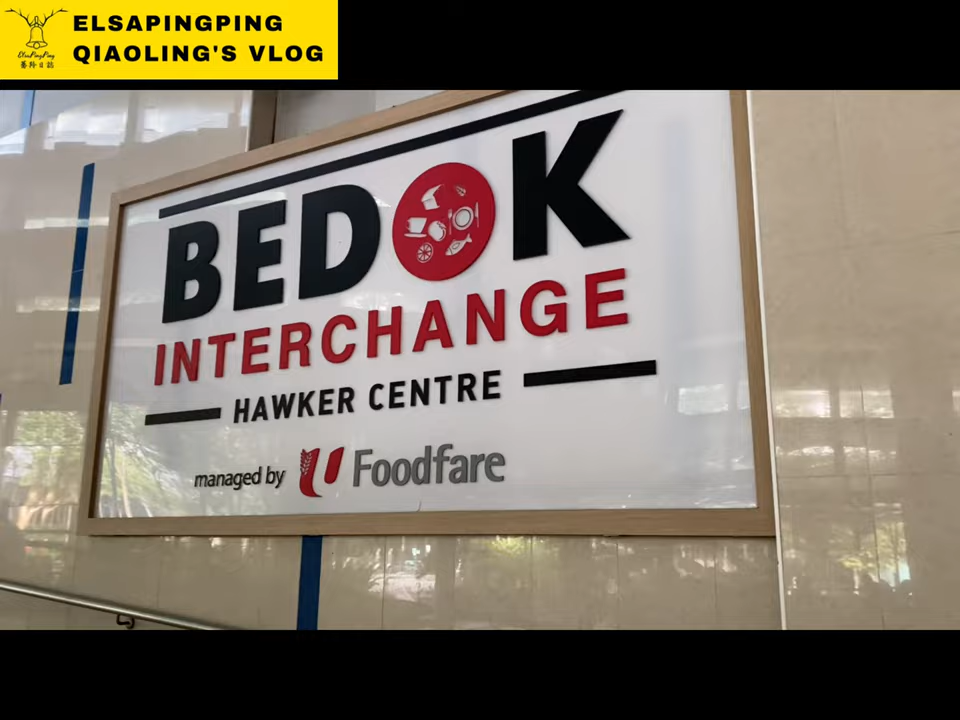 ELSAPINGPING
QIAOLING'S VLOG
BEDOK
INTERCHANGE
HAWKER CENTRE
managed by Foodfare